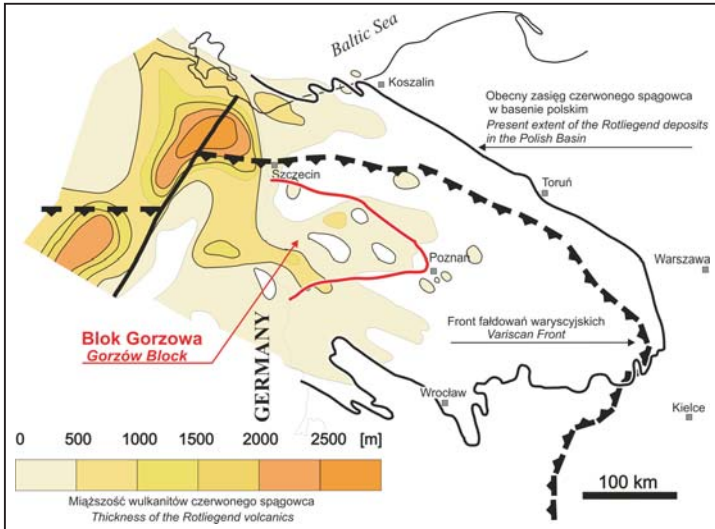 Baltic Sea
Koszalin
Obecny zasięg czerwonego spągowca
w basenie polskim
Present extent of the Rotliegend deposits
in the Polish Basin
Szczecin
Toruń
Warszawa
Poznań
Blok Gorzowa
Gorzów Block
GERMANY
Front fałdowań waryscyjskich
Variscan Front
Wrocław
Kielce
0 500 1000 2000 2500 [m]
Miąższość wulkanitów czerwonego spągowca
Thickness of the Rotliegend volcanics
100 km